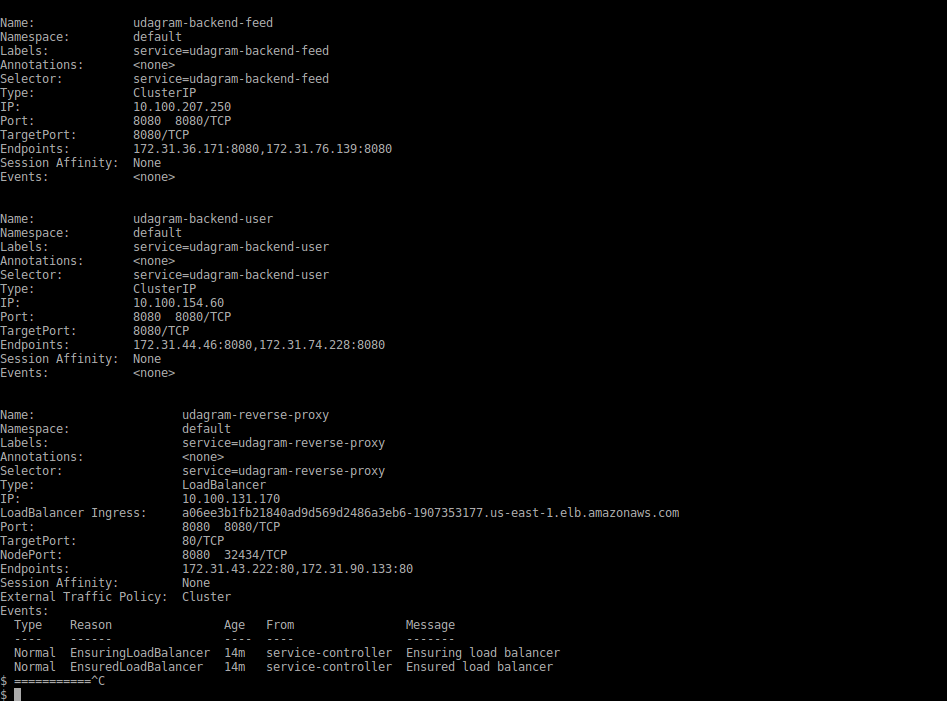 Name:              udagram-backend-feed
Namespace:         default
Labels:            service=udagram-backend-feed
Annotations:       <none>
Selector:          service=udagram-backend-feed
Type:              ClusterIP
IP:                10.100.207.250
Port:              8080  8080/TCP
TargetPort:        8080/TCP
Endpoints:         172.31.36.171:8080,172.31.76.139:8080
Session Affinity:  None
Events:            <none>


Name:              udagram-backend-user
Namespace:         default
Labels:            service=udagram-backend-user
Annotations:       <none>
Selector:          service=udagram-backend-user
Type:              ClusterIP
IP:                10.100.154.60
Port:              8080  8080/TCP
TargetPort:        8080/TCP
Endpoints:         172.31.44.46:8080,172.31.74.228:8080
Session Affinity:  None
Events:            <none>


Name:                     udagram-reverse-proxy
Namespace:                default
Labels:                   service=udagram-reverse-proxy
Annotations:              <none>
Selector:                 service=udagram-reverse-proxy
Type:                     LoadBalancer
IP:                       10.100.131.170
LoadBalancer Ingress:     a06ee3b1fb21840ad9d569d2486a3eb6-1907353177.us-east-1.elb.amazonaws.com
Port:                     8080  8080/TCP
TargetPort:               80/TCP
NodePort:                 8080  32434/TCP
Endpoints:                172.31.43.222:80,172.31.90.133:80
Session Affinity:         None
External Traffic Policy:  Cluster
Events:
  Type    Reason                Age   From                Message
  ----    ------                ----  ----                -------
  Normal  EnsuringLoadBalancer  14m   service-controller  Ensuring load balancer
  Normal  EnsuredLoadBalancer   14m   service-controller  Ensured load balancer
$ ===========^C
$